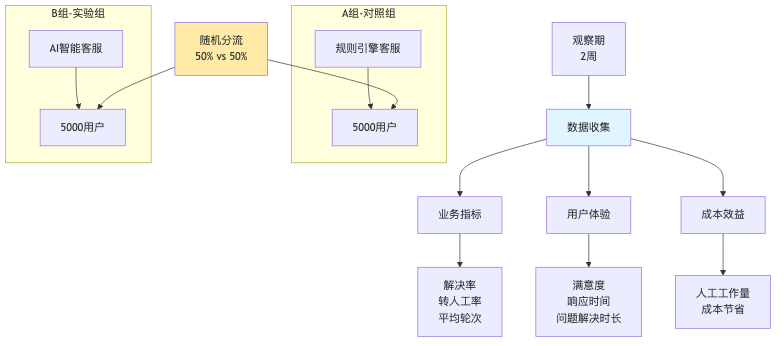 B组-实验组
AI智能客服
5000用户
随机分流
50% vs 50%
A组-对照组
规则引擎客服
5000用户
观察期
2周
数据收集
业务指标
用户体验
成本效益
解决率
转人工率
平均轮次
满意度
响应时间
问题解决时长
人工工作量
成本节省